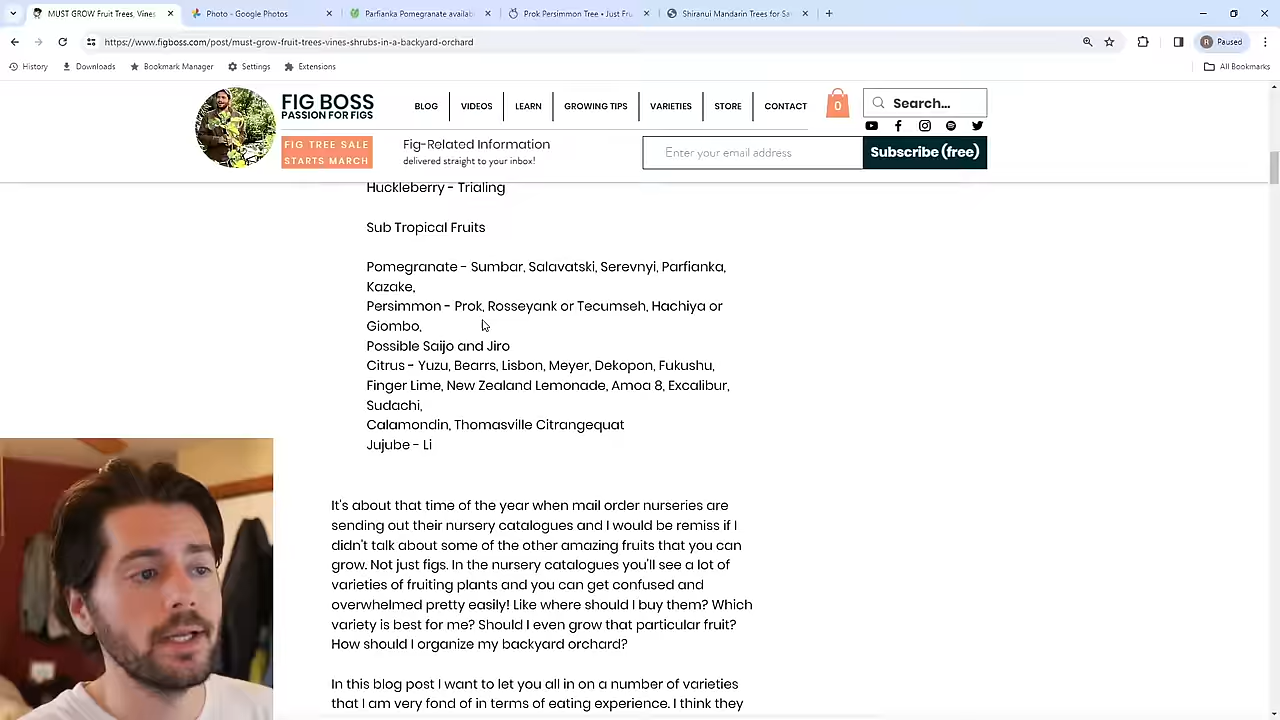 MUST GROW Fruit Trees, Vines
Photo - Google Photos
Parfianka Pomegranate availab
Prok Persimmon Tree • Just Fru
Shiranui Mandarin Trees for Sa
https://www.figboss.com/post/must-grow-fruit-trees-vines-shrubs-in-a-backyard-orchard
R Paused
History
Downloads
Bookmark Manager
Settings
Extensions
All Bookmarks
FIG BOSS
PASSION FOR FIGS
BLOG
VIDEOS
LEARN
GROWING TIPS
VARIETIES
STORE
CONTACT
0
Search...
FIG TREE SALE
STARTS MARCH
Fig-Related Information
delivered straight to your inbox!
Enter your email address
Subscribe (free)
Huckleberry - Trialing
Sub Tropical Fruits
Pomegranate - Sumbar, Salavatski, Serevnyi, Parfianka,
Kazake,
Persimmon - Prok, Rosseyank or Tecumseh, Hachiya or
Giombo,
Possible Saijo and Jiro
Citrus - Yuzu, Bearrs, Lisbon, Meyer, Dekopon, Fukushu,
Finger Lime, New Zealand Lemonade, Amoa 8, Excalibur,
Sudachi,
Calamondin, Thomasville Citrangequat
Jujube - Li
It's about that time of the year when mail order nurseries are
sending out their nursery catalogues and I would be remiss if I
didn't talk about some of the other amazing fruits that you can
grow. Not just figs. In the nursery catalogues you'll see a lot of
varieties of fruiting plants and you can get confused and
overwhelmed pretty easily! Like where should I buy them? Which
variety is best for me? Should I even grow that particular fruit?
How should I organize my backyard orchard?
In this blog post I want to let you all in on a number of varieties
that I am very fond of in terms of eating experience. I think they